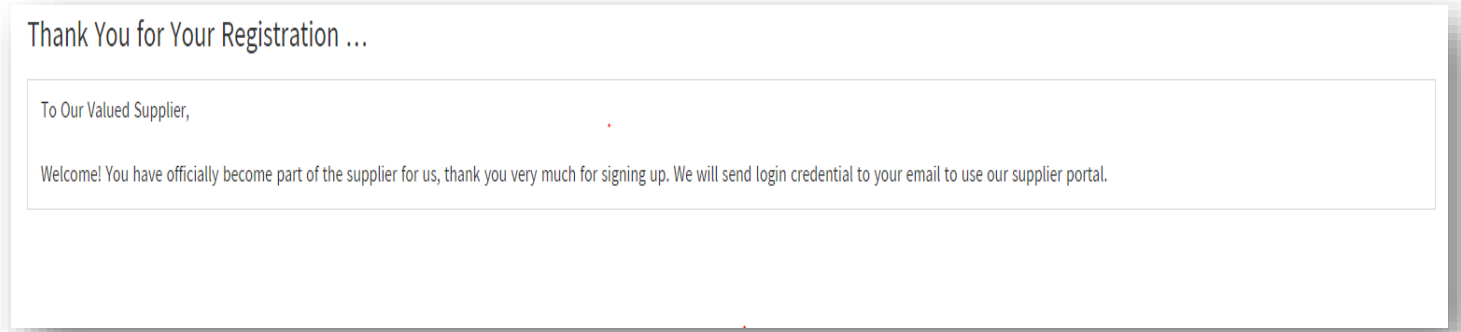 Thank You for Your Registration ...
To Our Valued Supplier,
Welcome! You have officially become part of the supplier for us, thank you very much for signing up. We will send login credential to your email to use our supplier portal.